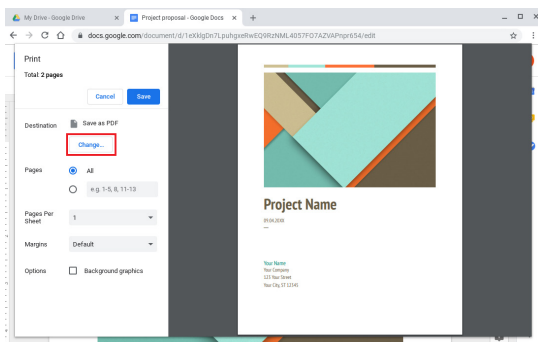 My Drive - Google Drive
Project proposal - Google Docs
docs.google.com/document/d/1eXklgDn7LpuhgxeRwEQ9RzNML4057FO7AZVAPnpr654/edit
Print
Total: 2 pages
Cancel
Save
Destination
Save as PDF
Change...
Pages
All
e.g. 1-5, 8, 11-13
Pages Per
Sheet
1
Margins
Default
Options
Background graphics
Project Name
09.04.20XX
Your Name
Your Company
123 Your Street
Your City, ST 12345